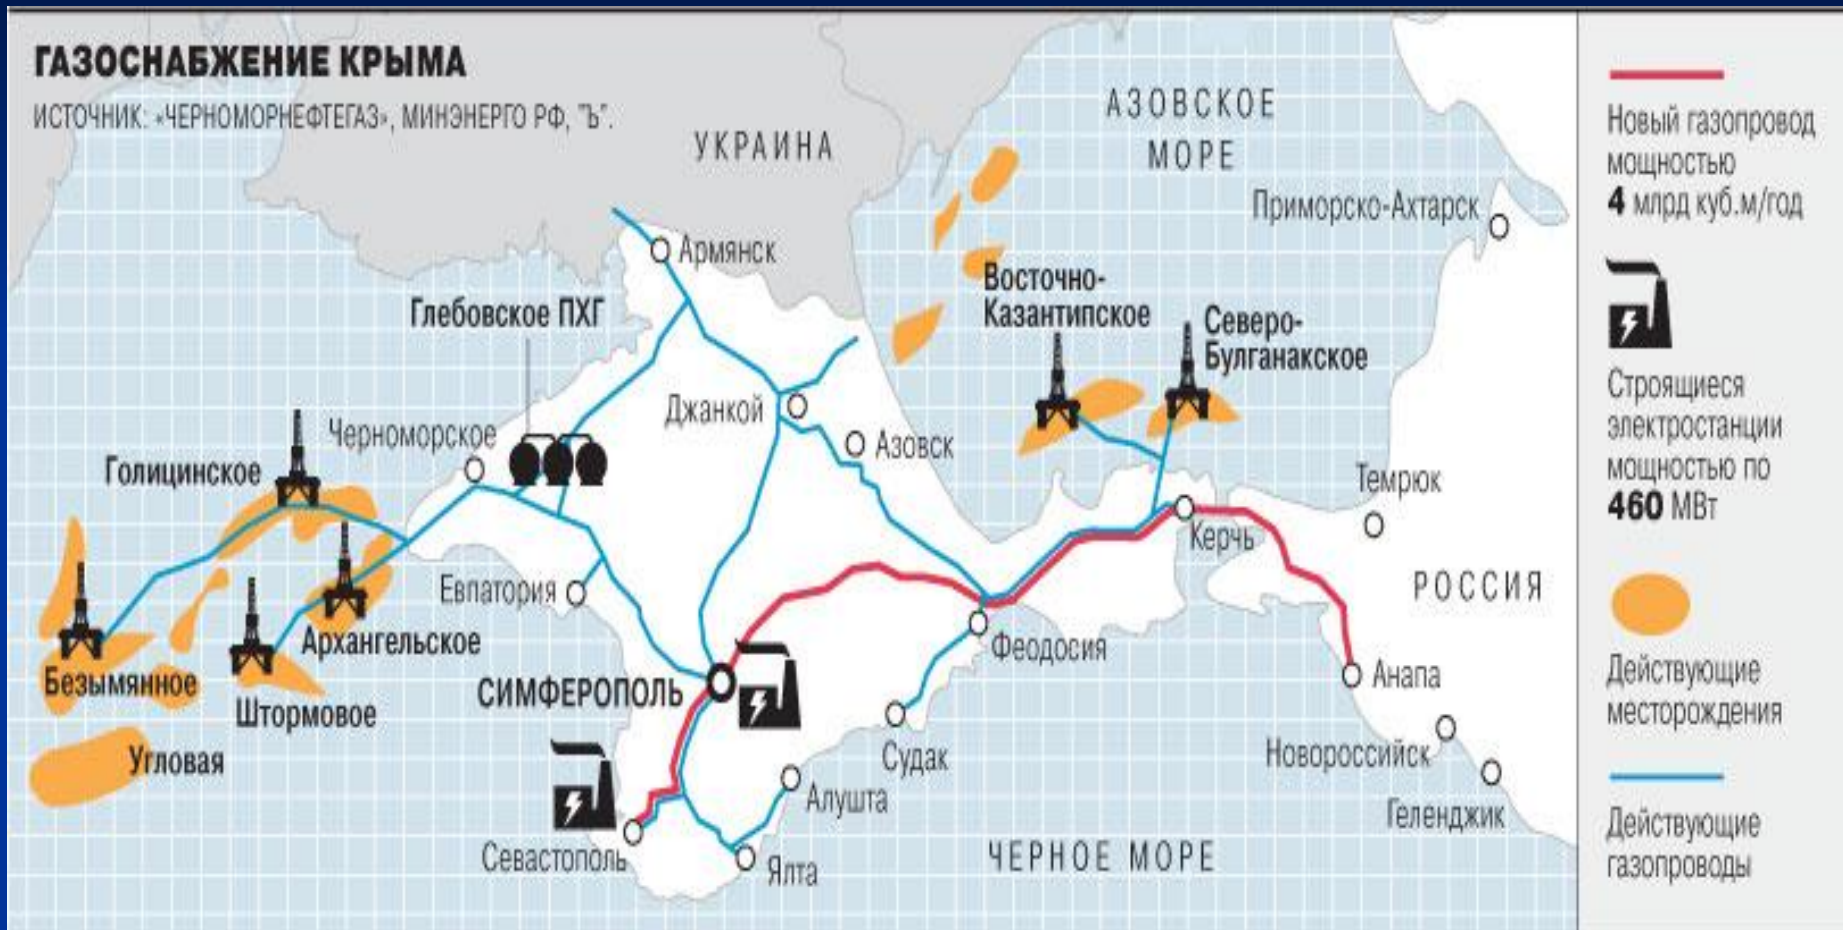 ГАЗОСНАБЖЕНИЕ КРЫМА
ИСТОЧНИК: «ЧЕРНОМОРНЕФТЕГАЗ», МИНЭНЕРГО РФ, "Ъ".
УКРАИНА
АЗОВСКОЕ
МОРЕ
Приморско-Ахтарск
Армянск
Глебовское ПХГ
Восточно-
Казантипское
Северо-
Булганакское
Джанкой
Азовск
Черноморское
Голицинское
Темрюк
Керчь
РОССИЯ
Евпатория
Архангельское
Феодосия
Безымянное
Штормовое
СИМФЕРОПОЛЬ
Анапа
Угловая
Судак
Новороссийск
Алушта
Геленджик
Севастополь
Ялта
ЧЕРНОЕ МОРЕ
Новый газопровод
мощностью
4 млрд куб.м/год
Строящиеся
электростанции
мощностью по
460 МВт
Действующие
месторождения
Действующие
газопроводы